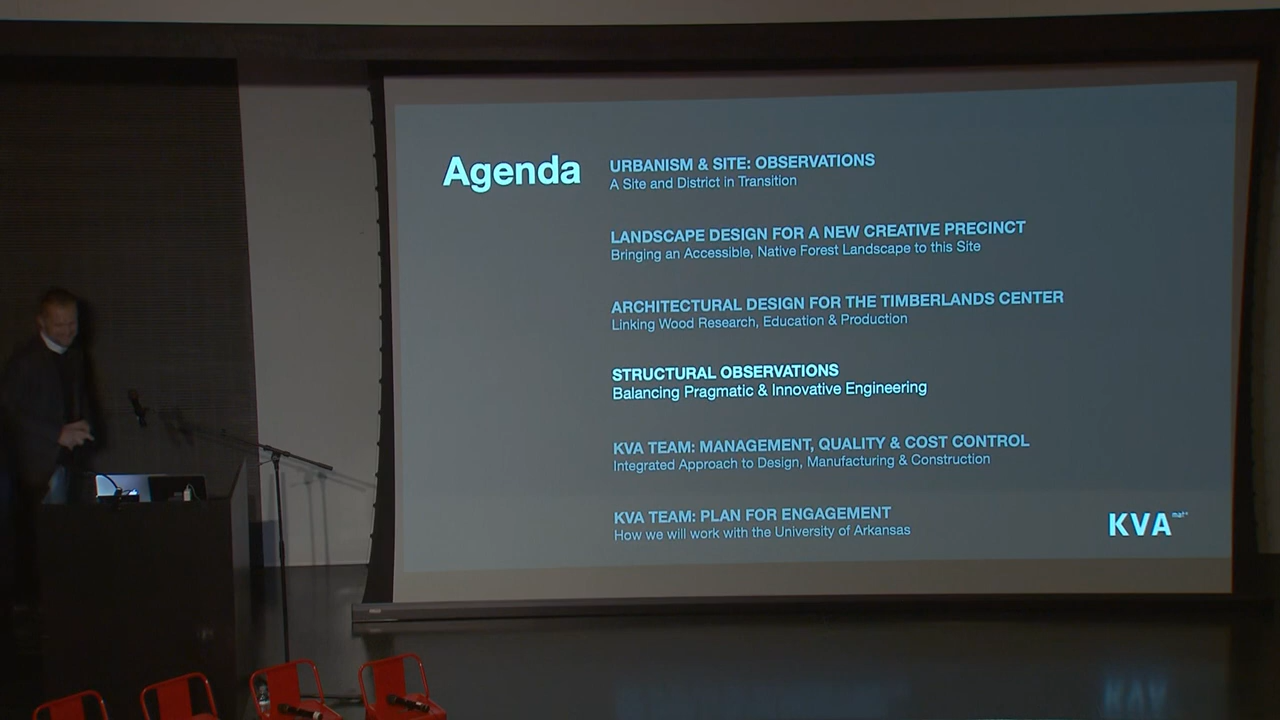 Agenda
URBANISM & SITE: OBSERVATIONS
A Site and District in Transition
LANDSCAPE DESIGN FOR A NEW CREATIVE PRECINCT
Bringing an Accessible, Native Forest Landscape to this Site
ARCHITECTURAL DESIGN FOR THE TIMBERLANDS CENTER
Linking Wood Research, Education & Production
STRUCTURAL OBSERVATIONS
Balancing Pragmatic & Innovative Engineering
KVA TEAM: MANAGEMENT, QUALITY & COST CONTROL
Integrated Approach to Design, Manufacturing & Construction
KVA TEAM: PLAN FOR ENGAGEMENT
How we will work with the University of Arkansas
KVA